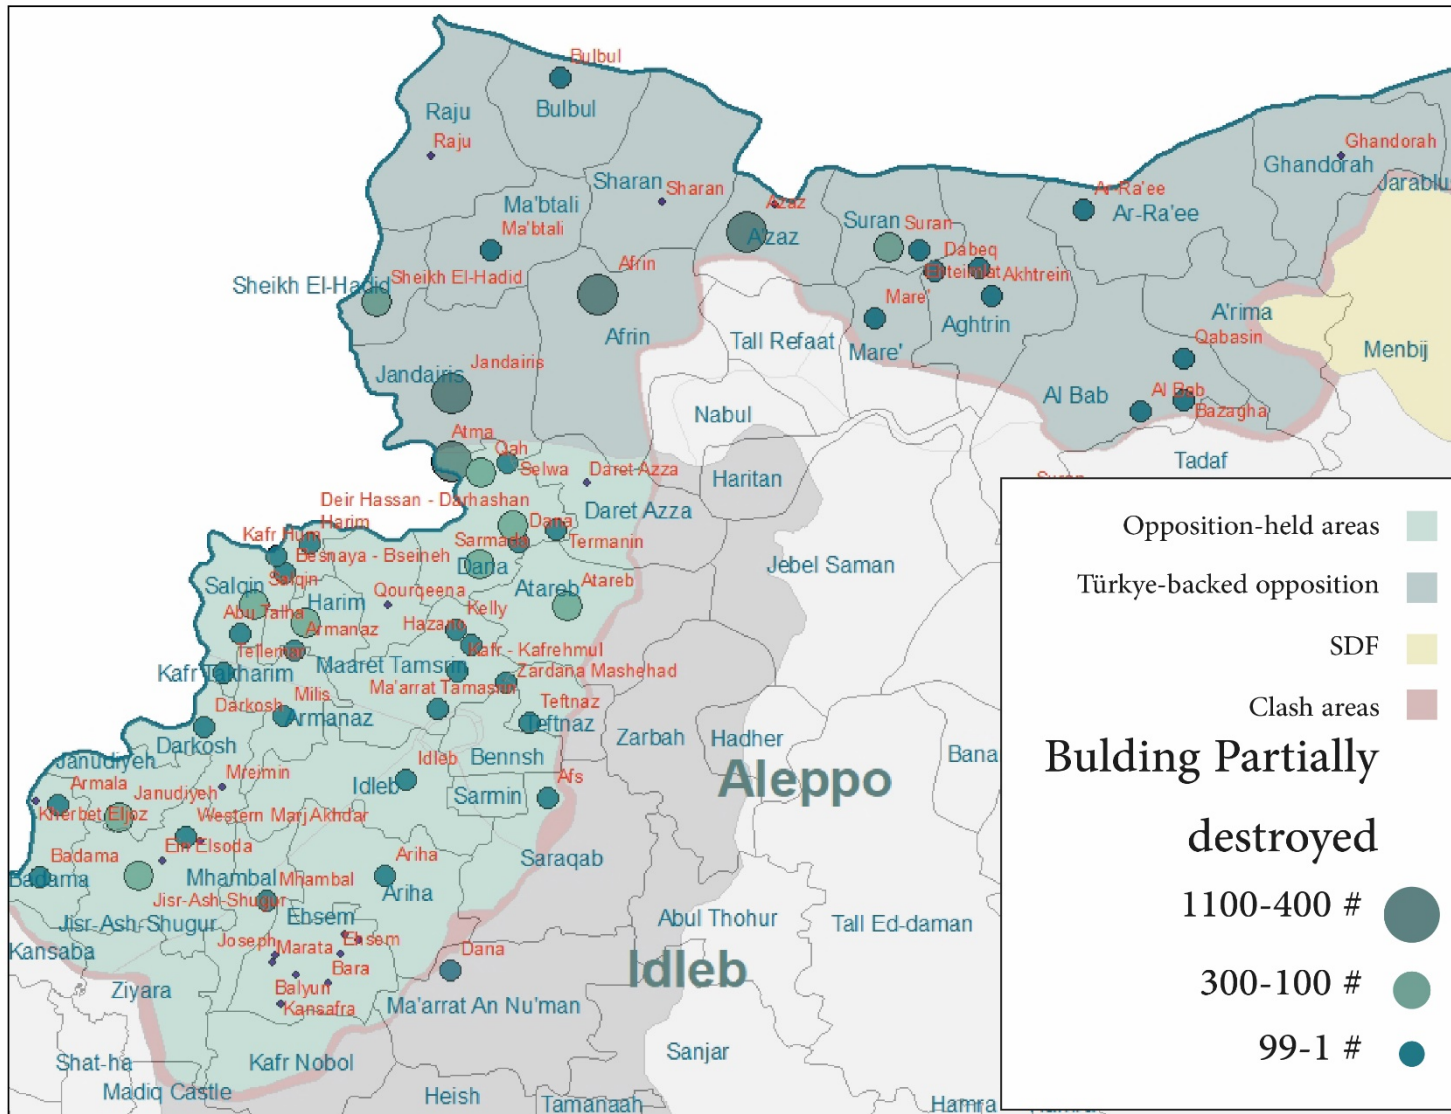 Bulbul
Bulbul
Raju
Raju
Sharan
Sharan
Ghandorah
Ghandorah
Jarablu
Ma'btali
Ma'btali
Azaz
A'zaz
Suran
Suran
Ar-Ra'ee
Ar-Ra'ee
Dabeq
Ehteimlat
Akhtrein
Sheikh El-Hadid
Sheikh El-Hadid
Afrin
Afrin
Mare'
Mare'
Aghtrin
A'rima
Qabasin
Menbij
Tall Refaat
Jandairis
Jandairis
Al Bab
Al Bab
Bazagha
Nabul
Tadaf
Atma
Qah
Selwa
Daret Azza
Daret Azza
Haritan
Deir Hassan - Darhashan
Harim
Kafr Hum
Besnaya - Bseineh
Sarmada
Dana
Dana
Termanin
Jebel Saman
Salqin
Salqin
Harim
Qourqeena
Atareb
Atareb
Abu Talha
Armanaz
Hazano
Kelly
Tellemar
Kafr Takharim
Maaret Tamsrin
Kafr - Kafrehmul
Zardana Mashehad
Ma'arrat Tamasrin
Teftnaz
Teftnaz
Darkosh
Darkosh
Milis
Armanaz
Zarbah
Hadher
Bana
Bennsh
Janudiyeh
Armala
Janudiyeh
Mreimin
Idleb
Idleb
Sarmin
Afs
Aleppo
Kherbet Eljoz
Western Marj Akhdar
Ein Elsoda
Badama
Badama
Mhambal
Mhambal
Ariha
Ariha
Saraqab
Jisr-Ash-Shugur
Jisr-Ash-Shugur
Ehsem
Ehsem
Abul Thohur
Tall Ed-daman
Kansaba
Joseph
Marata
Bara
Dana
Idleb
Ziyara
Balyun
Kansafra
Ma'arrat An Nu'man
Shat-ha
Kafr Nobol
Sanjar
Madiq Castle
Heish
Tamanaah
Hamra
Opposition-held areas
Türkye-backed opposition
SDF
Clash areas
Bulding Partially
destroyed
1100-400 #
300-100 #
99-1 #